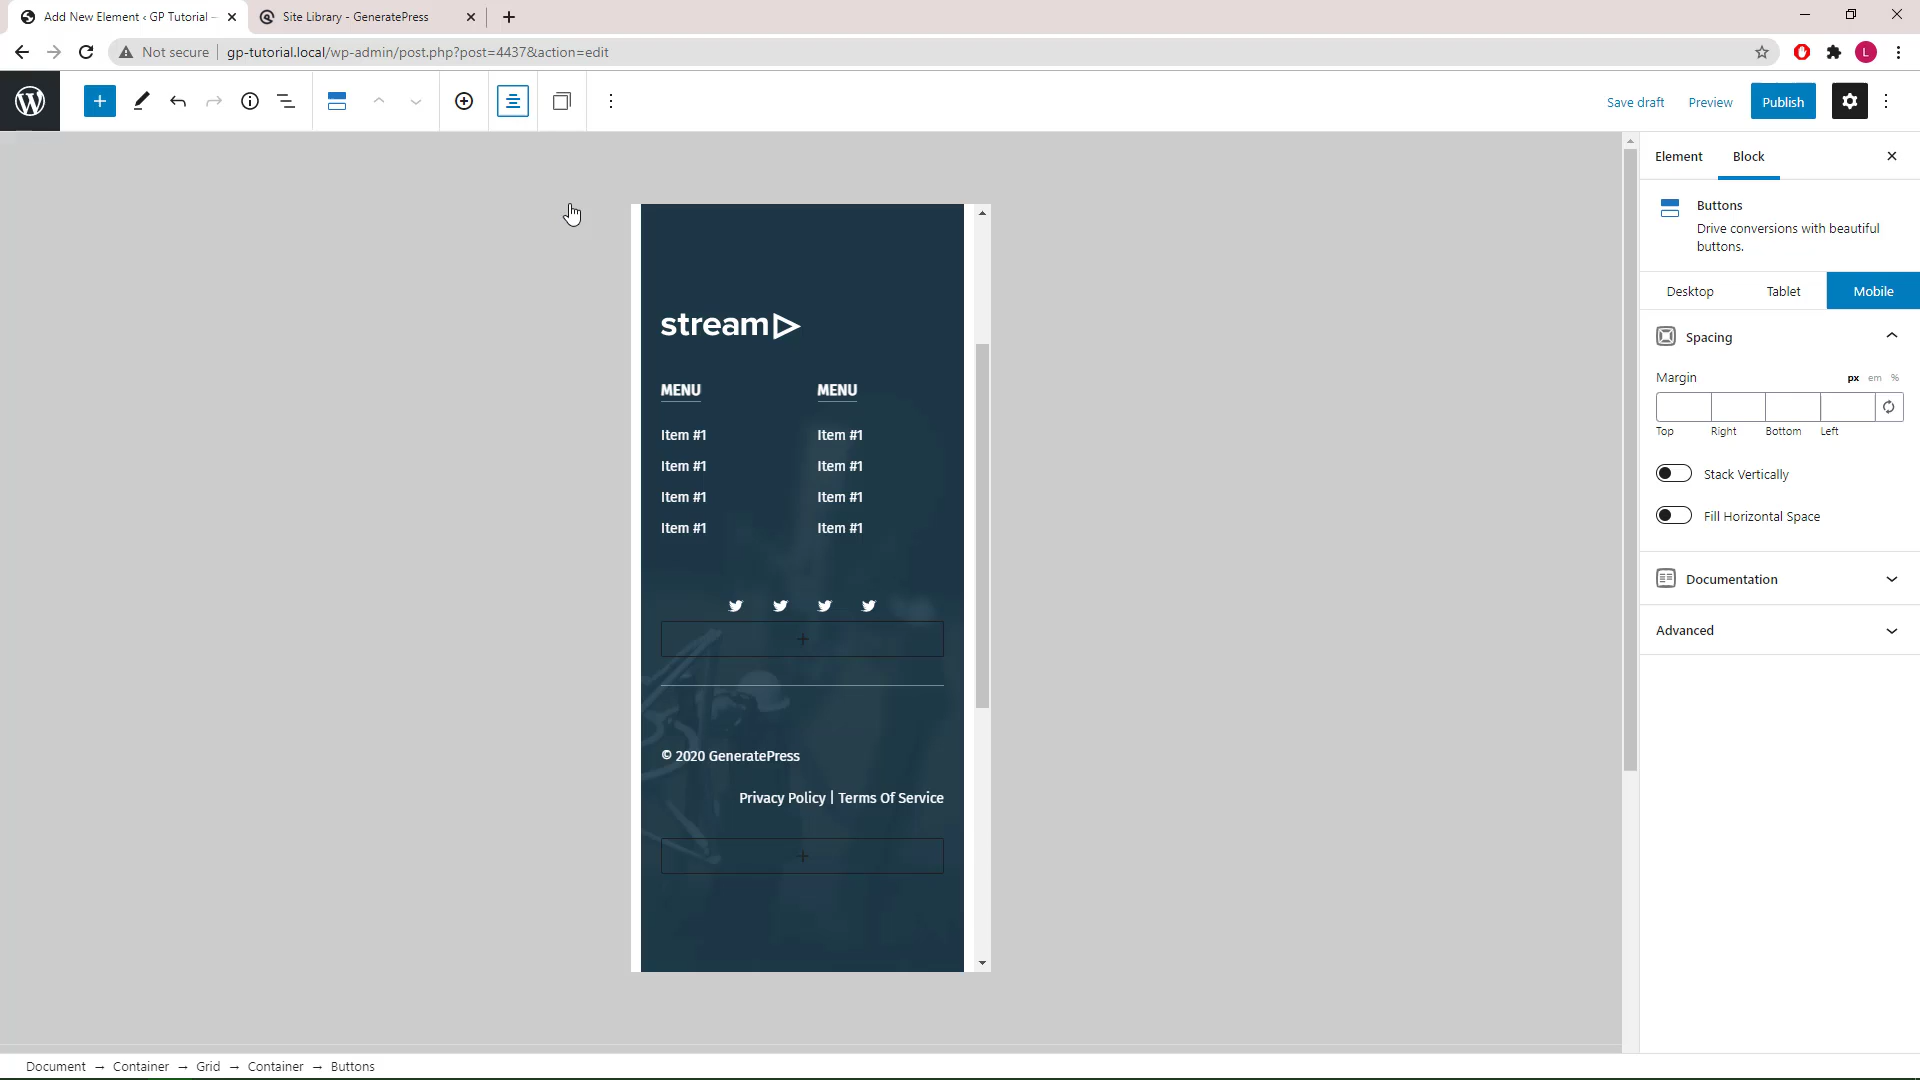 Add New Element ‹ GP Tutorial –
Site Library - GeneratePress
Not secure
gp-tutorial.local/wp-admin/post.php?post=4437&action=edit
L
Save draft
Preview
Publish
Element
Block
Buttons
Drive conversions with beautiful
buttons.
Desktop
Tablet
Mobile
Spacing
Margin
px em %
Top Right Bottom Left
Stack Vertically
Fill Horizontal Space
Documentation
Advanced
stream
MENU MENU
Item #1 Item #1
Item #1 Item #1
Item #1 Item #1
Item #1 Item #1
© 2020 GeneratePress
Privacy Policy | Terms Of Service
Document → Container → Grid → Container → Buttons